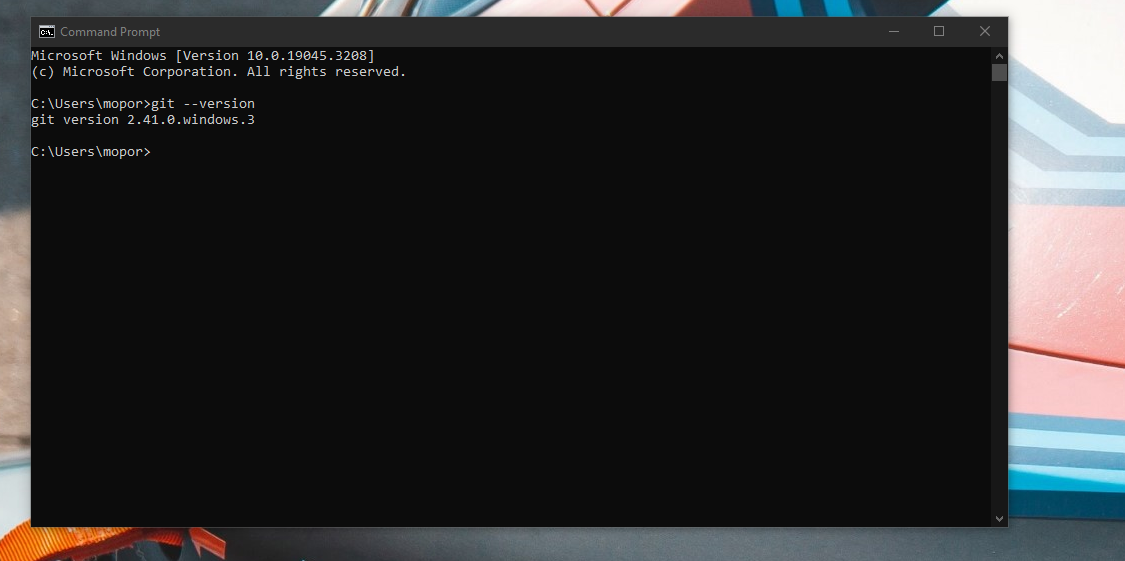 Command Prompt
Microsoft Windows [Version 10.0.19045.3208]
(c) Microsoft Corporation. All rights reserved.
C:\Users\mopor>git --version
git version 2.41.0.windows.3
C:\Users\mopor>